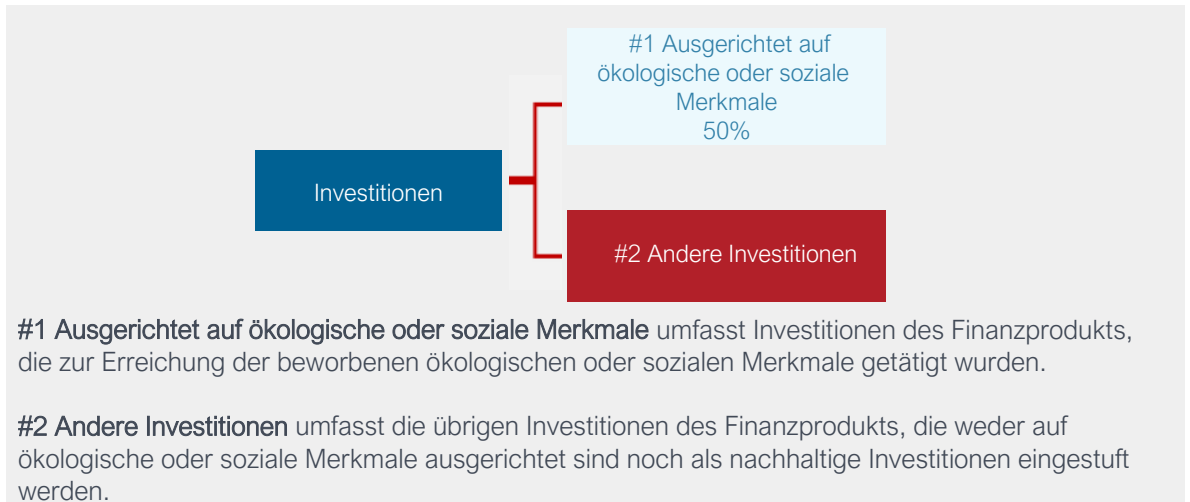 #1 Ausgerichtet auf
ökologische oder soziale
Merkmale
50%
Investitionen
#2 Andere Investitionen
#1 Ausgerichtet auf ökologische oder soziale Merkmale umfasst Investitionen des Finanzprodukts,
die zur Erreichung der beworbenen ökologischen oder sozialen Merkmale getätigt wurden.
#2 Andere Investitionen umfasst die übrigen Investitionen des Finanzprodukts, die weder auf
ökologische oder soziale Merkmale ausgerichtet sind noch als nachhaltige Investitionen eingestuft
werden.